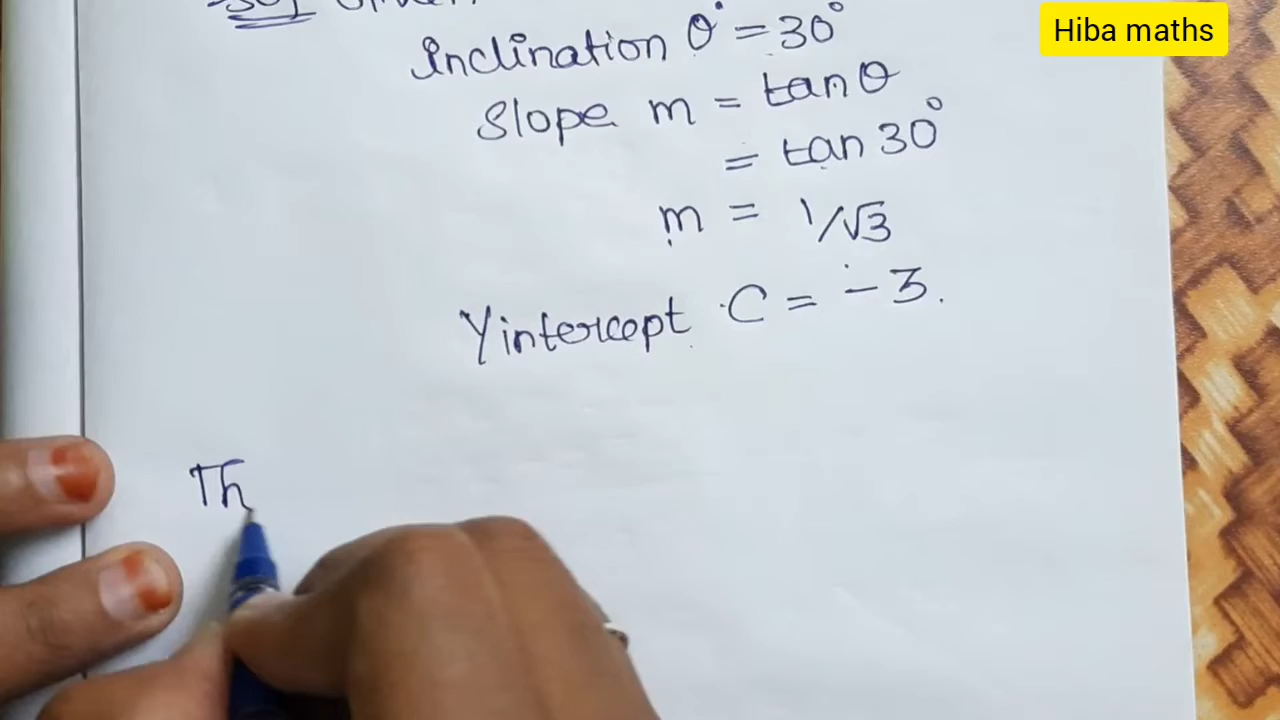 Hiba maths
Inclination θ = 30°
Slope m = tan θ
= tan 30°
m = 1/√3
Y intercept C = -3.
Th